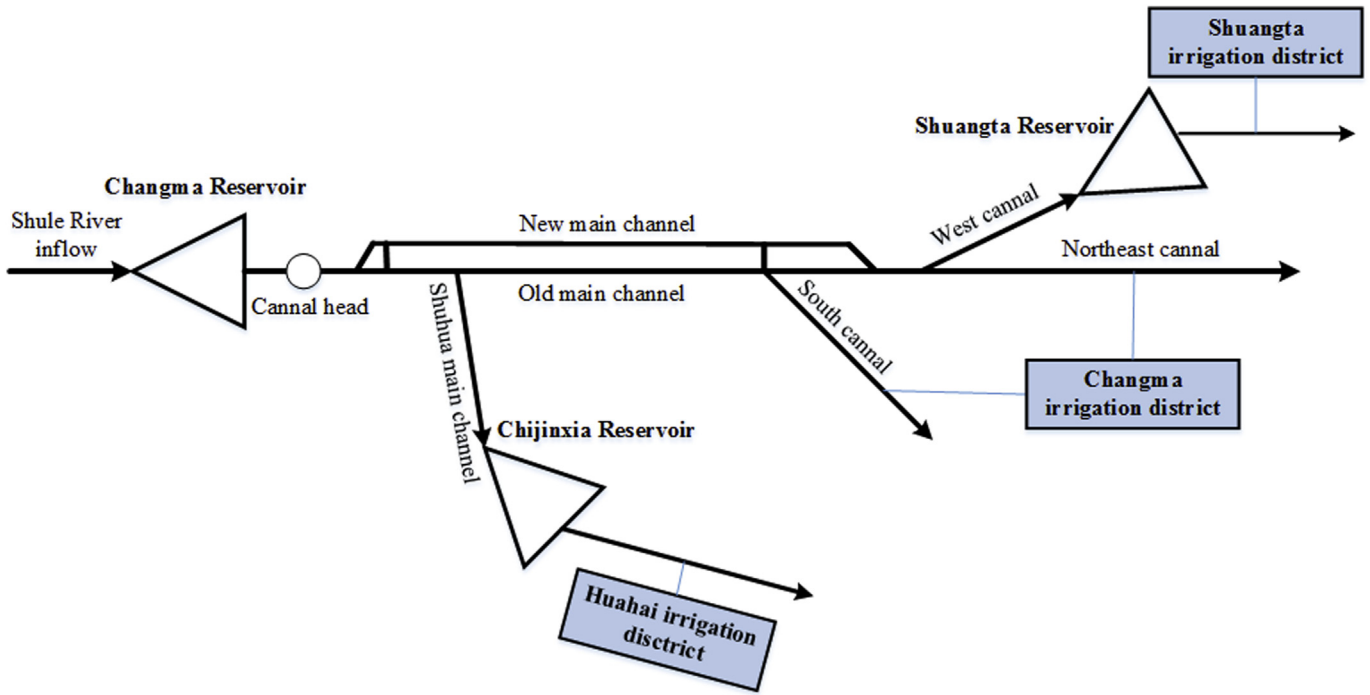 Shuangta
irrigation district
Shuangta Reservoir
Changma Reservoir
Shule River
inflow
New main channel
West cannal
Northeast cannal
Cannal head
Old main channel
Shuhua main channel
South cannal
Changma
irrigation district
Chijinxia Reservoir
Huahai irrigation
disctrict